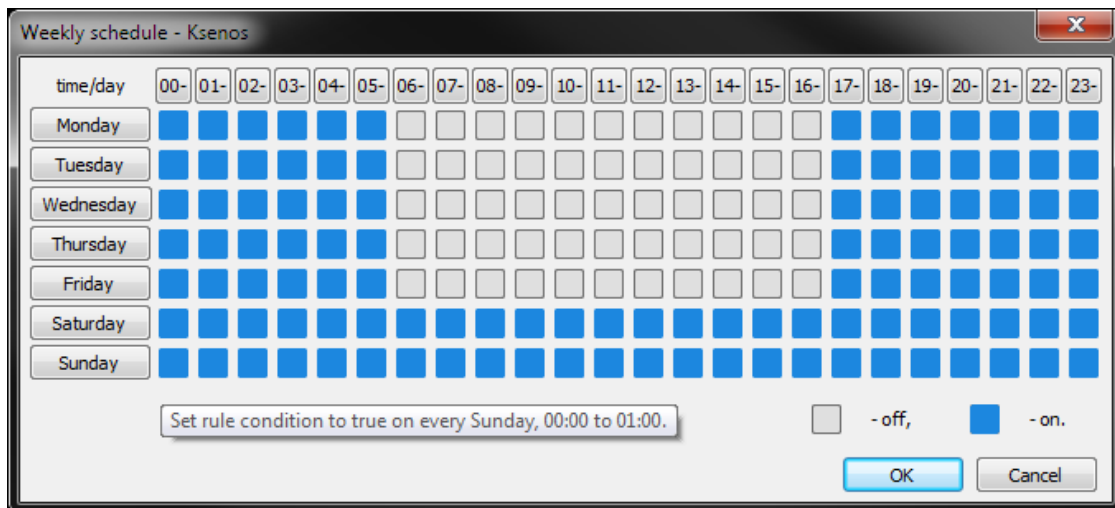 Weekly schedule - Ksenos
time/day 00- 01- 02- 03- 04- 05- 06- 07- 08- 09- 10- 11- 12- 13- 14- 15- 16- 17- 18- 19- 20- 21- 22- 23-
Monday
Tuesday
Wednesday
Thursday
Friday
Saturday
Sunday
Set rule condition to true on every Sunday, 00:00 to 01:00.
- off, - on.
OK Cancel